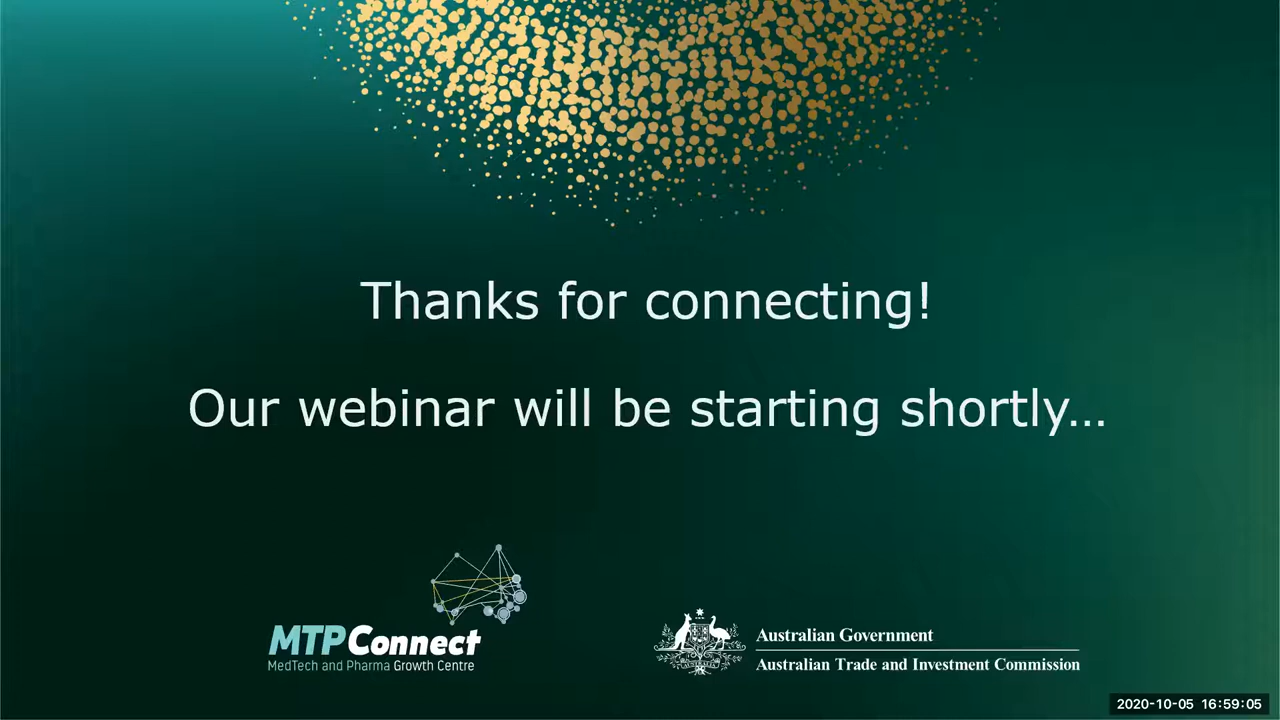 Thanks for connecting!
Our webinar will be starting shortly...
MTPConnect
MedTech and Pharma Growth Centre
Australian Government
Australian Trade and Investment Commission
2020-10-05 16:59:05